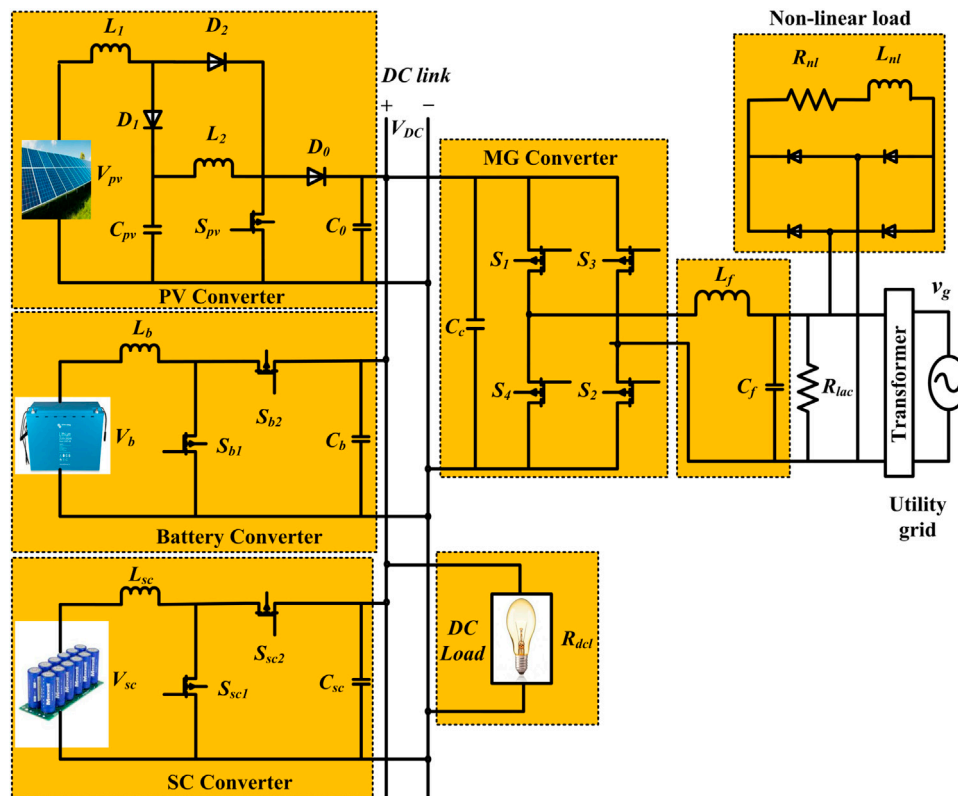 L1
D2
D1
L2
D0
Vpv
Cpv
Spv
C0
PV Converter
DC link
+
−
VDC
Lb
Vb
Sb1
Sb2
Cb
Battery Converter
Lsc
Vsc
Ssc1
Ssc2
Csc
SC Converter
MG Converter
S1
S3
Cc
S4
S2
DC
Load
Rdcl
Non-linear load
Rnl
Lnl
Lf
Cf
Rlac
Transformer
vg
Utility
grid